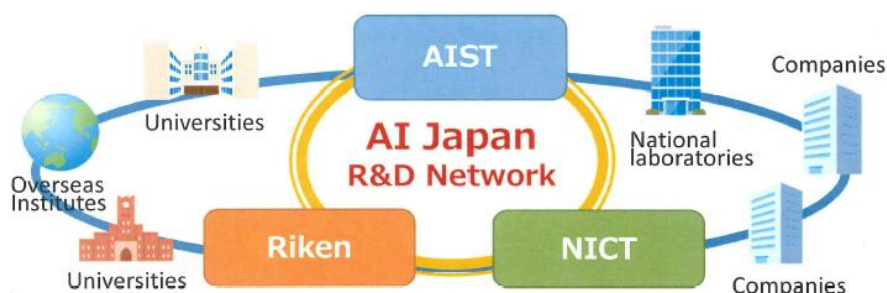 AIST
Companies
Universities
AI Japan
R&D Network
National
laboratories
Overseas
Institutes
Riken
NICT
Universities
Companies